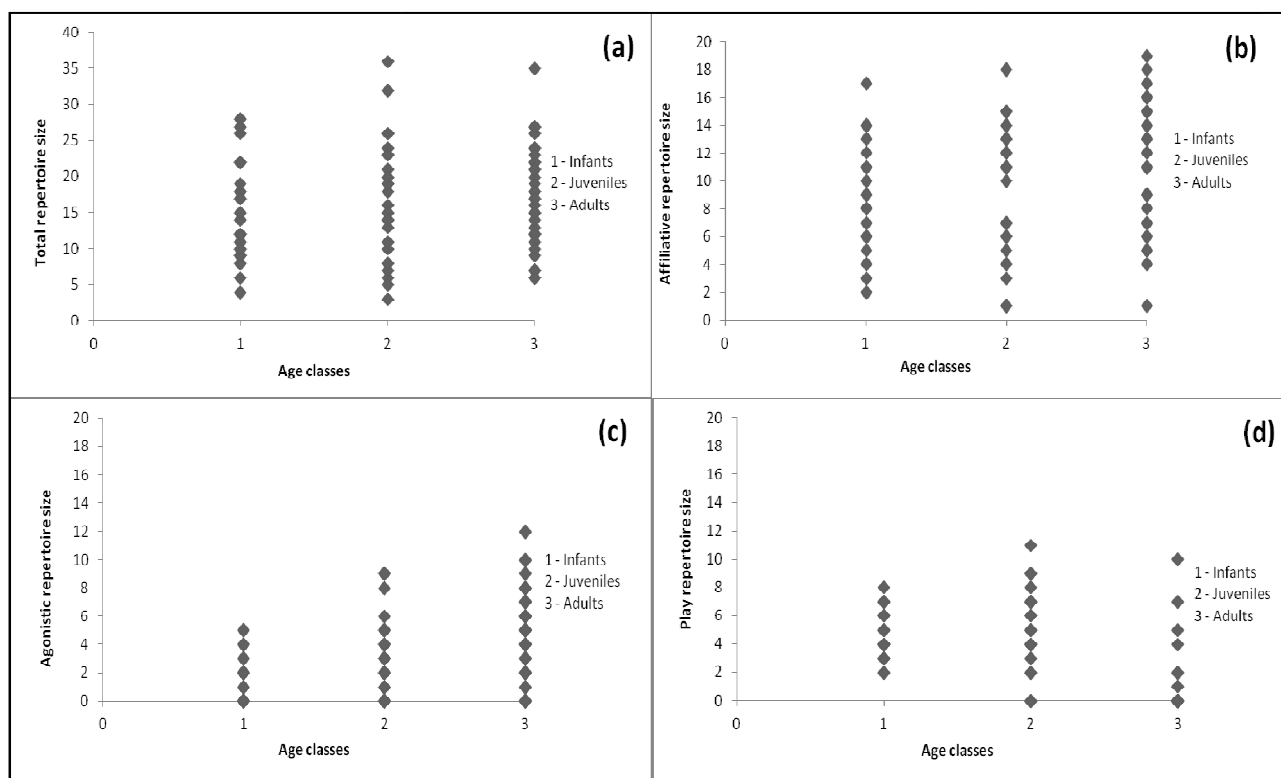 (a)
Total repertoire size
40
35
30
25
20
15
10
5
0
0 1 2 3
Age classes
1 - Infants
2 - Juveniles
3 - Adults
(b)
Affiliative repertoire size
20
18
16
14
12
10
8
6
4
2
0
0 1 2 3
Age classes
1 - Infants
2 - Juveniles
3 - Adults
(c)
Agonistic repertoire size
20
18
16
14
12
10
8
6
4
2
0
0 1 2 3
Age classes
1 - Infants
2 - Juveniles
3 - Adults
(d)
Play repertoire size
20
18
16
14
12
10
8
6
4
2
0
0 1 2 3
Age classes
1 - Infants
2 - Juveniles
3 - Adults